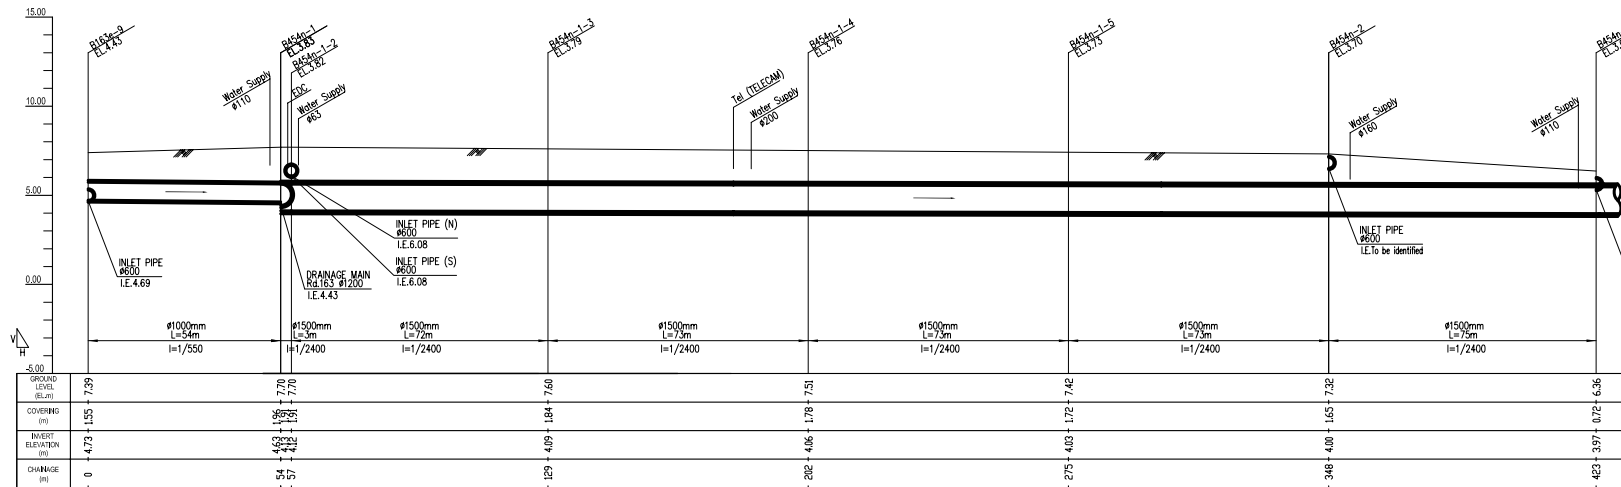 15.00
10.00
5.00
0.00
-5.00
V
H
B163e-9
EL.4.43
B454n-1
EL.3.83
B454n-1-2
EL.3.82
B454n-1-3
EL.3.79
B454n-1-4
EL.3.76
B454n-1-5
EL.3.73
B454n-2
EL.3.70
B454n
Water Supply
ø110
EDC
Water Supply
ø63
Tel (TELECAM)
Water Supply
ø200
Water Supply
ø160
Water Supply
ø110
INLET PIPE
ø600
I.E.4.69
DRAINAGE MAIN
Rd.163 ø1200
I.E.4.43
INLET PIPE (N)
ø600
I.E.6.08
INLET PIPE (S)
ø600
I.E.6.08
INLET PIPE
ø600
I.E.To be identified
ø1000mm
L=54m
I=1/550
ø1500mm
L=3m
I=1/2400
ø1500mm
L=72m
I=1/2400
ø1500mm
L=73m
I=1/2400
ø1500mm
L=73m
I=1/2400
ø1500mm
L=73m
I=1/2400
ø1500mm
L=75m
I=1/2400
GROUND
LEVEL
(EL.m)
7.39 7.70 7.70 7.60 7.51 7.42 7.32 6.36
COVERING
(m)
1.55 1.96 1.91 1.91 1.84 1.78 1.72 1.65 0.72
INVERT
ELEVATION
(m)
4.73 4.63 4.13 4.12 4.09 4.06 4.03 4.00 3.97
CHAINAGE
(m)
0 54 57 129 202 275 348 423